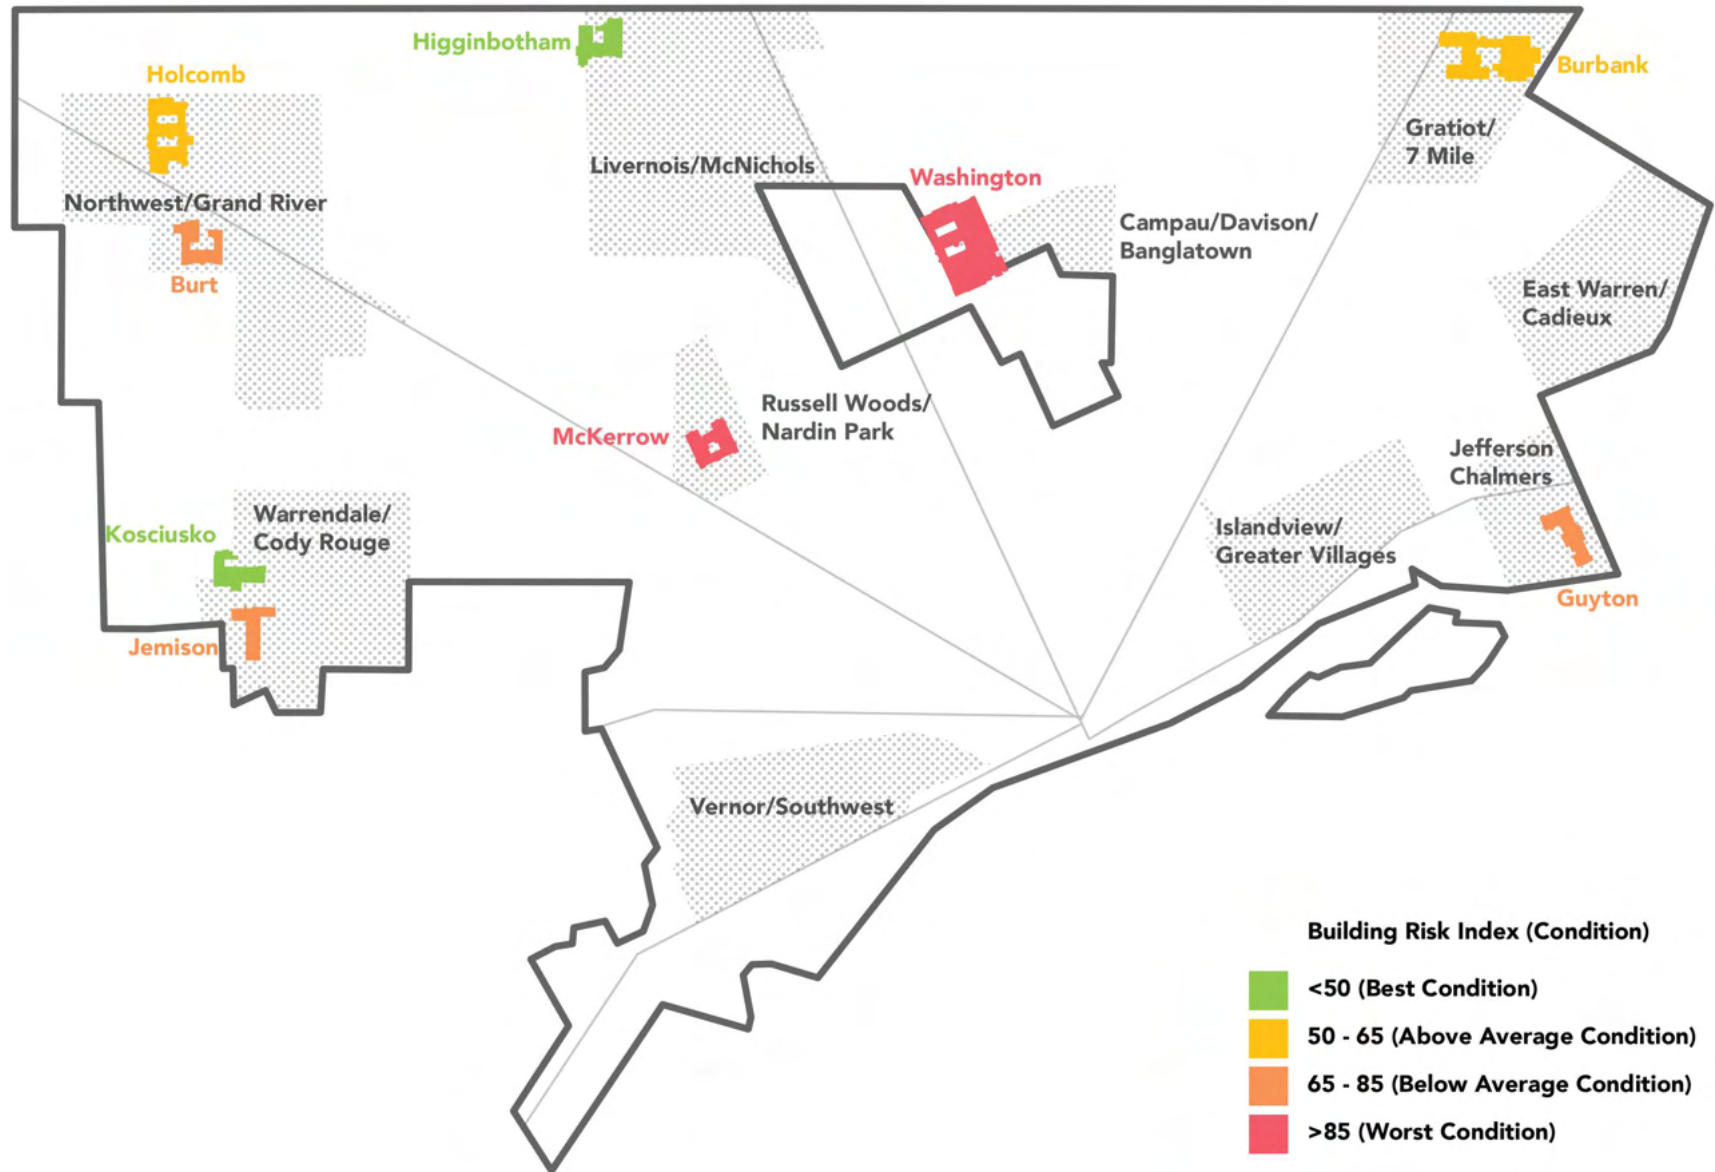 Higginbotham
Holcomb
Burbank
Gratiot/
7 Mile
Livernois/McNichols
Washington
Northwest/Grand River
Campau/Davison/
Banglatown
Burt
East Warren/
Cadieux
Russell Woods/
Nardin Park
McKerrow
Jefferson
Chalmers
Warrendale/
Cody Rouge
Kosciusko
Islandview/
Greater Villages
Guyton
Jemison
Vernor/Southwest
Building Risk Index (Condition)
<50 (Best Condition)
50 - 65 (Above Average Condition)
65 - 85 (Below Average Condition)
>85 (Worst Condition)